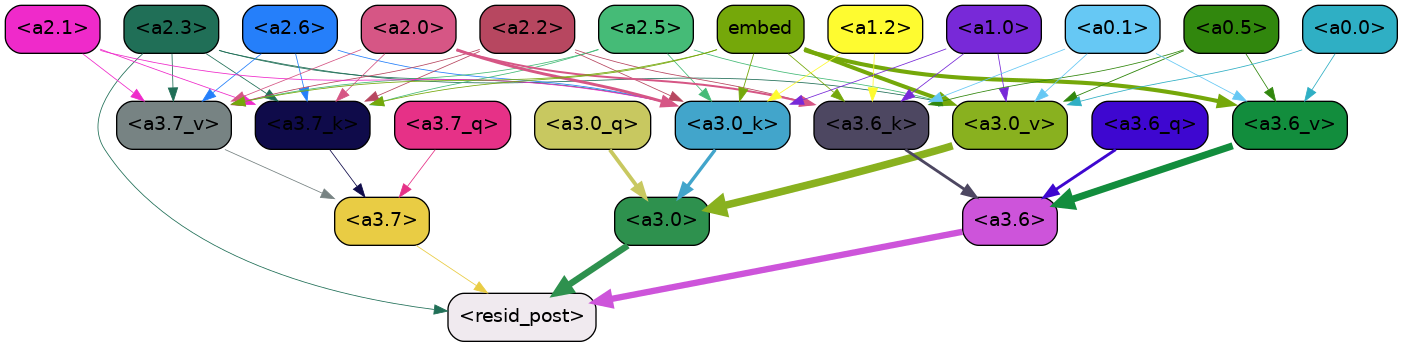 <a2.1> <a2.3> <a2.6> <a2.0> <a2.2> <a2.5> embed <a1.2> <a1.0> <a0.1> <a0.5> <a0.0>
<a3.7_v> <a3.7_k> <a3.7_q> <a3.0_q> <a3.0_k> <a3.6_k> <a3.0_v> <a3.6_q> <a3.6_v>
<a3.7> <a3.0> <a3.6>
<resid_post>